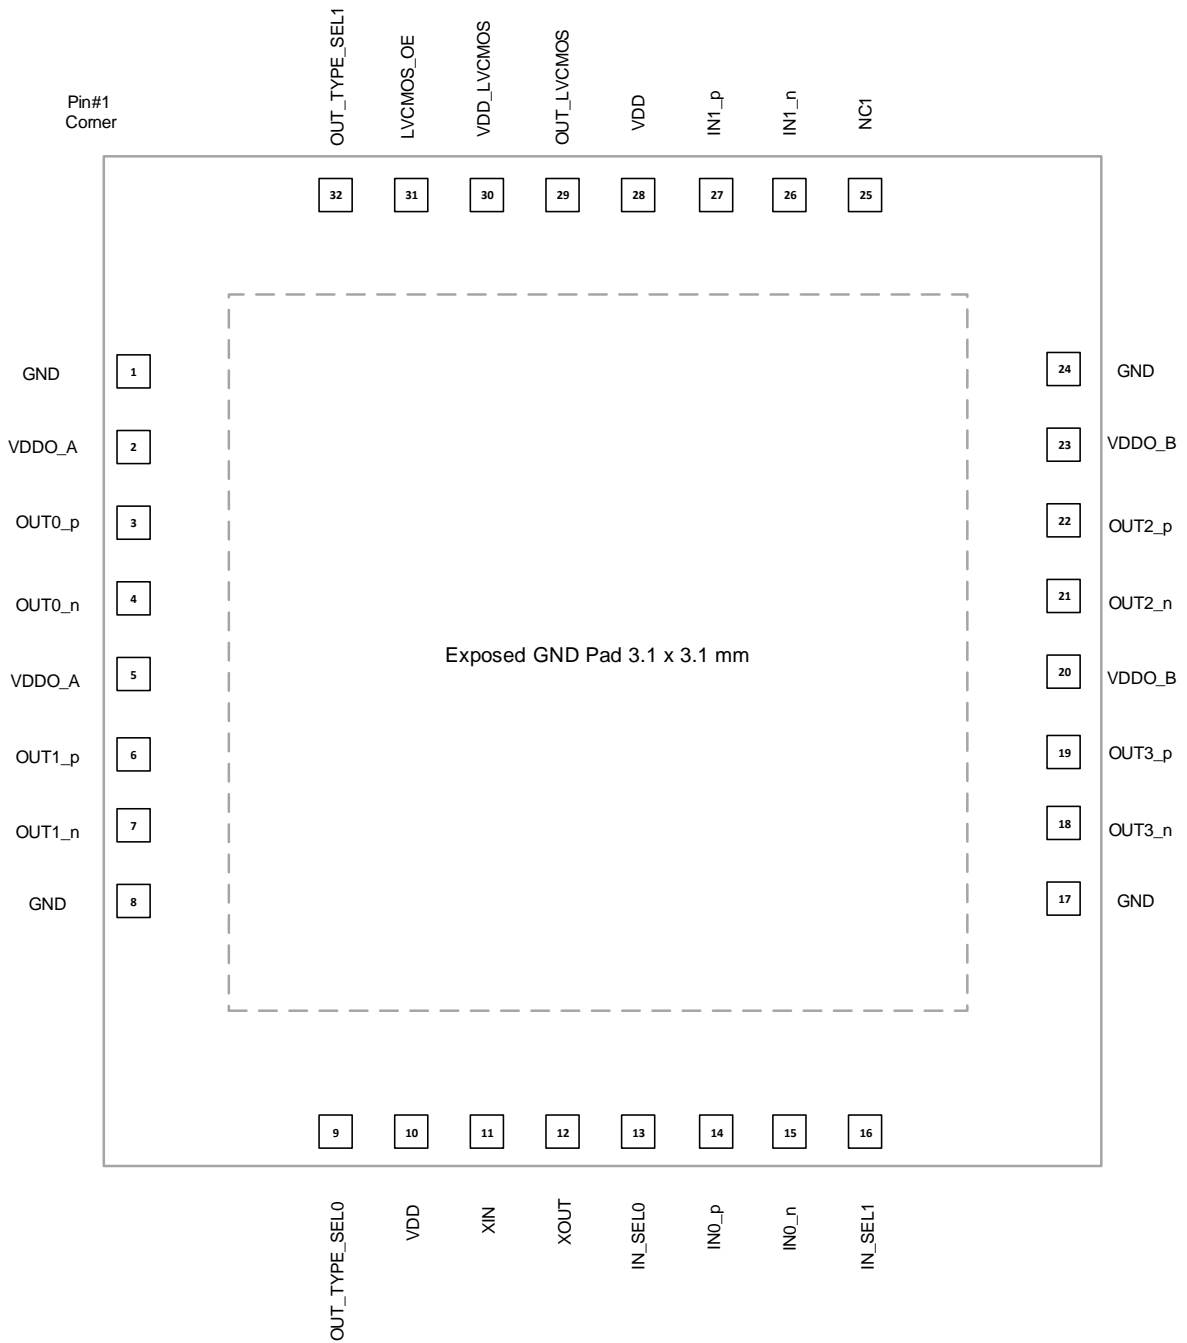 OUT_TYPE_SEL1
LVCMOS_OE
VDD_LVCMOS
OUT_LVCMOS
VDD
IN1_p
IN1_n
NC1
Pin#1
Corner
32
31
30
29
28
27
26
25
GND
1
24
GND
VDDO_A
2
23
VDDO_B
OUT0_p
3
22
OUT2_p
OUT0_n
4
21
OUT2_n
Exposed GND Pad 3.1 x 3.1 mm
VDDO_A
5
20
VDDO_B
OUT1_p
6
19
OUT3_p
OUT1_n
7
18
OUT3_n
GND
8
17
GND
9
10
11
12
13
14
15
16
OUT_TYPE_SEL0
VDD
XIN
XOUT
IN_SEL0
IN0_p
IN0_n
IN_SEL1